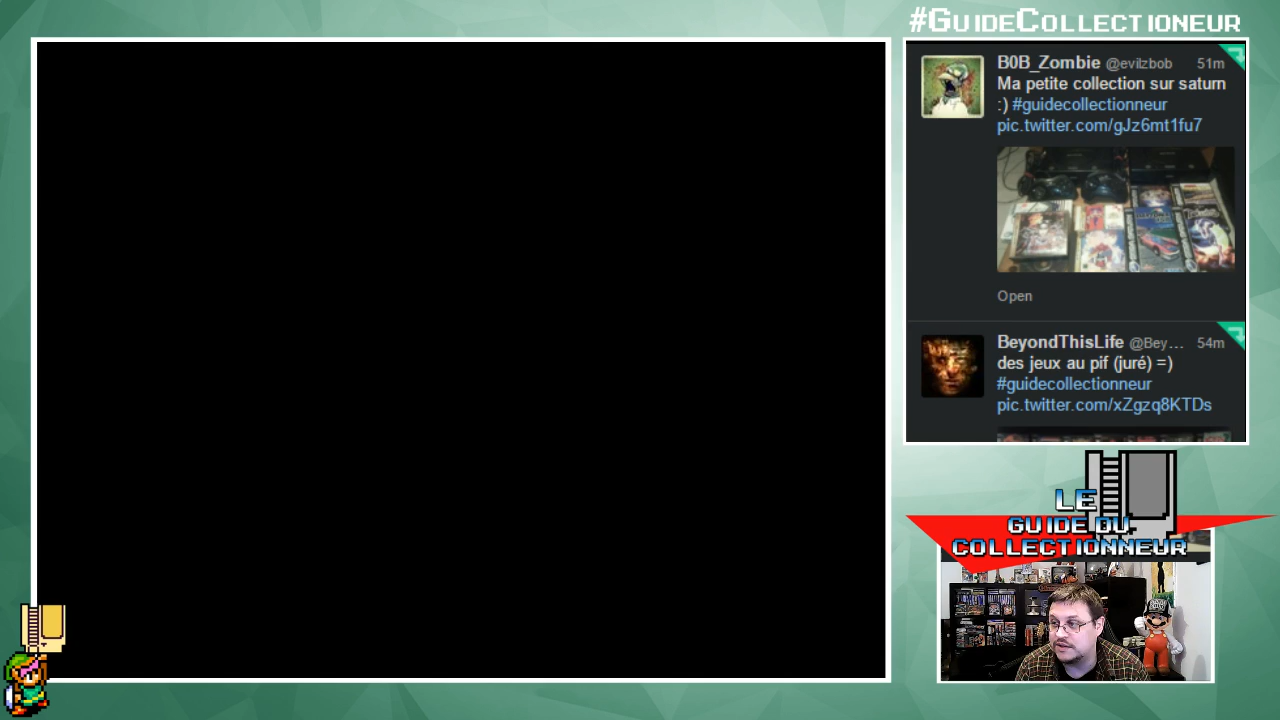 #GUIDECOLLECTIONEUR
B0B_Zombie @evilzbob 51m
Ma petite collection sur saturn
:) #guidecollectionneur
pic.twitter.com/gJz6mt1fu7
Open
BeyondThisLife @Bey... 54m
des jeux au pif (juré) =)
#guidecollectionneur
pic.twitter.com/xZgzq8KTDs
LE
GUIDE DU
COLLECTIONNEUR